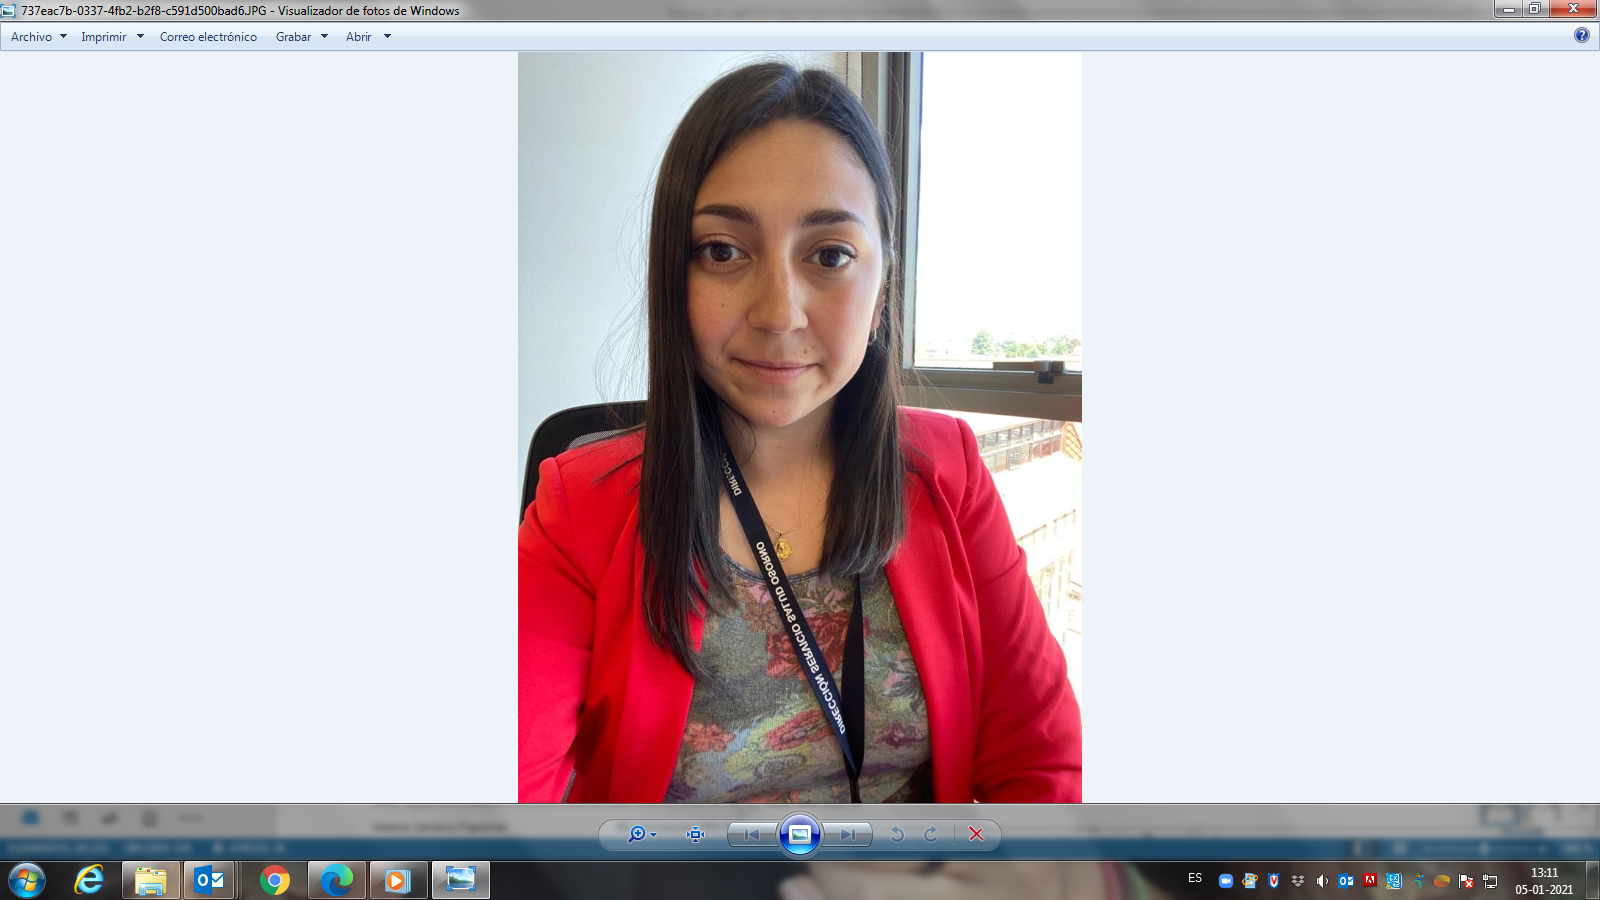 737eac7b-0337-4fb2-b2f8-c591d500bad6.JPG - Visualizador de fotos de Windows
Archivo Imprimir Correo electrónico Grabar Abrir
DIRECCIÓ
DIRECCIÓN SERVICIO SALUD OSORNO
ES
13:11
05-01-2021